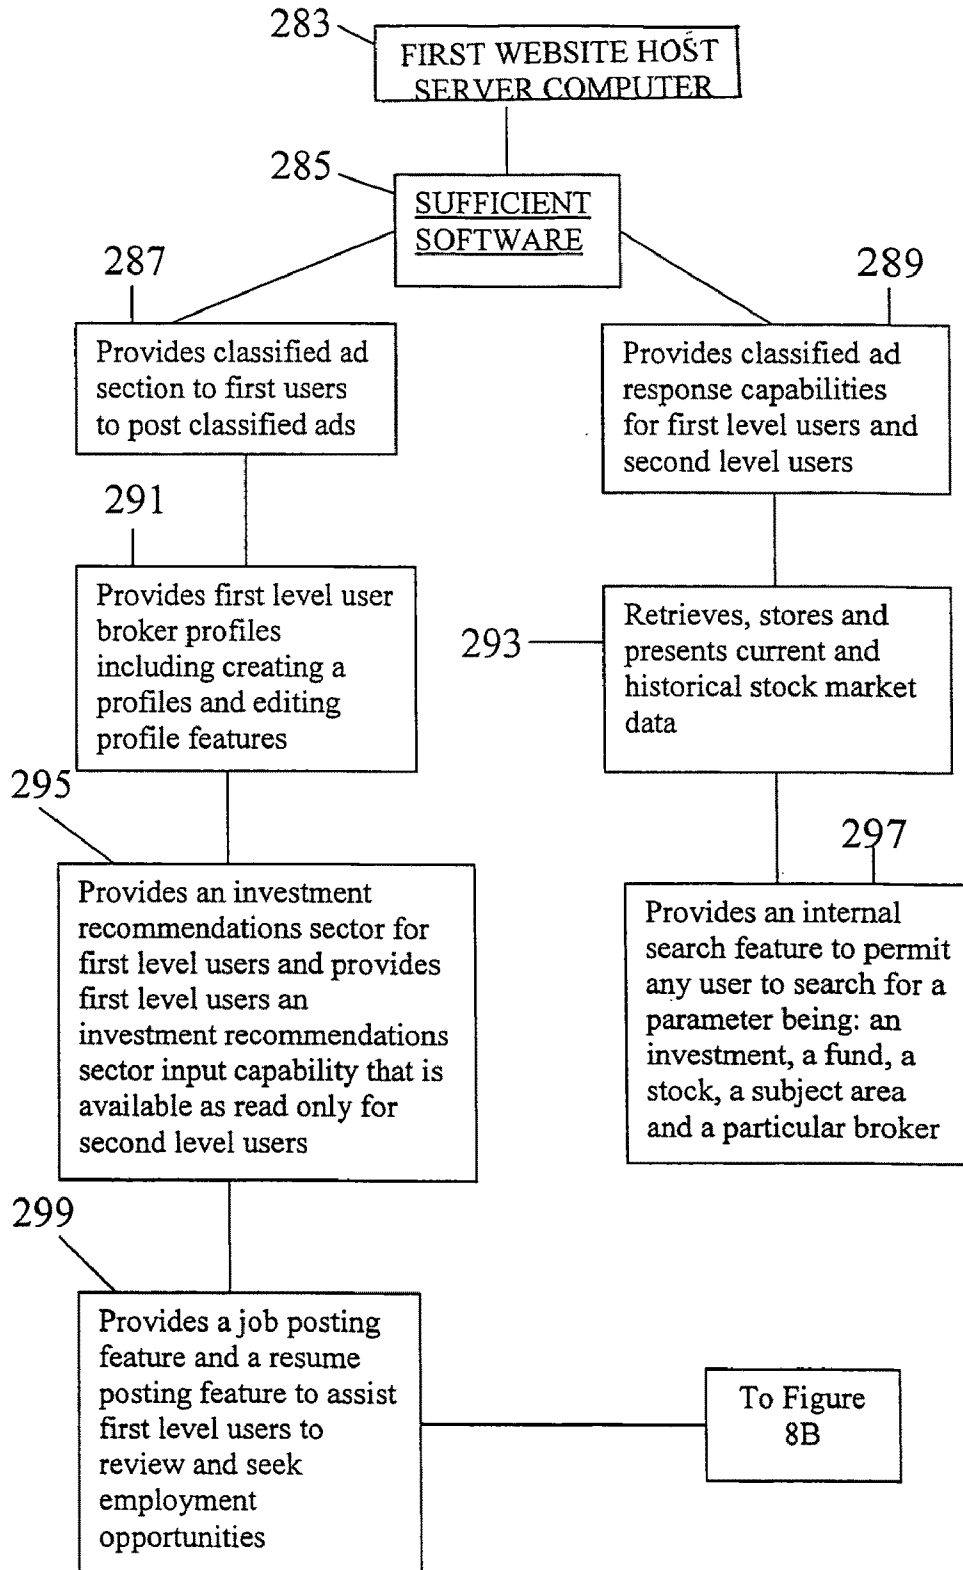 283
FIRST WEBSITE HOST
SERVER COMPUTER
285
SUFFICIENT
SOFTWARE
287
289
Provides classified ad
section to first users
to post classified ads
Provides classified ad
response capabilities
for first level users and
second level users
291
Provides first level user
broker profiles
including creating a
profiles and editing
profile features
293
Retrieves, stores and
presents current and
historical stock market
data
295
297
Provides an investment
recommendations sector for
first level users and provides
first level users an
investment recommendations
sector input capability that is
available as read only for
second level users
Provides an internal
search feature to permit
any user to search for a
parameter being: an
investment, a fund, a
stock, a subject area
and a particular broker
299
Provides a job posting
feature and a resume
posting feature to assist
first level users to
review and seek
employment
opportunities
To Figure
8B